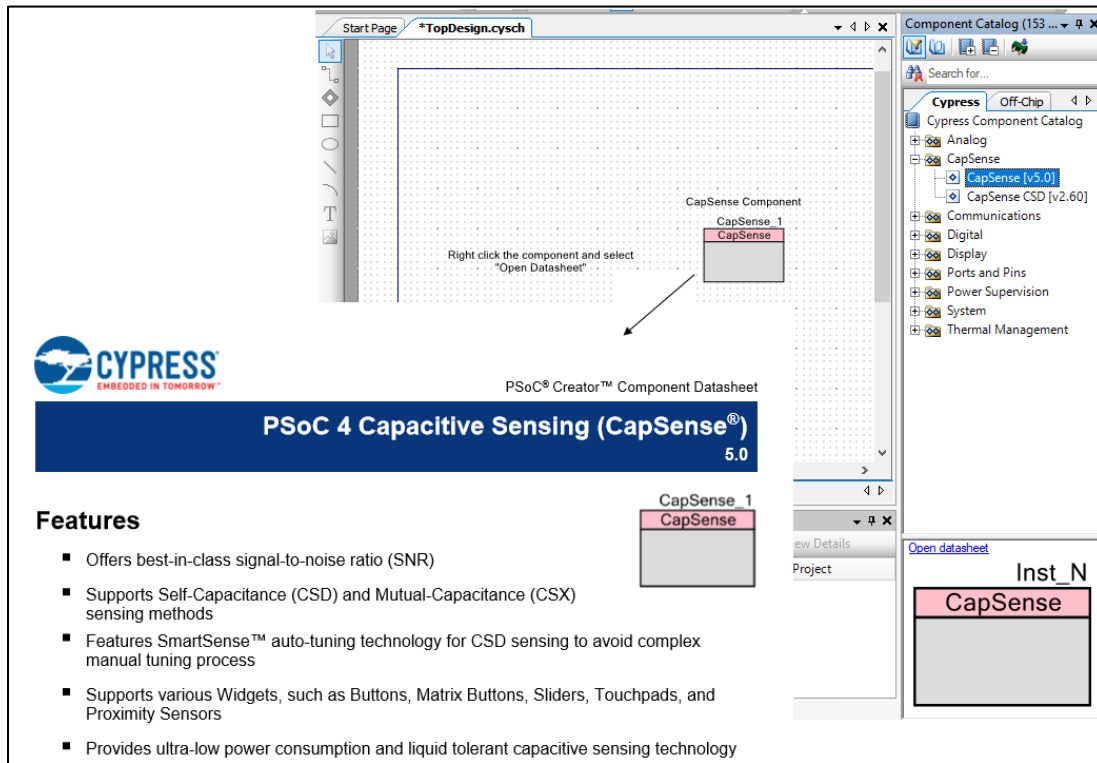 Start Page
*TopDesign.cysch
Component Catalog (153 ...
Search for...
Cypress
Off-Chip
Cypress Component Catalog
Analog
CapSense
CapSense [v5.0]
CapSense CSD [v2.60]
Communications
Digital
Display
Ports and Pins
Power Supervision
System
Thermal Management
CapSense Component
CapSense_1
CapSense
Right click the component and select
"Open Datasheet"
T
CYPRESS®
EMBEDDED IN TOMORROW™
PSoC® Creator™ Component Datasheet
PSoC 4 Capacitive Sensing (CapSense®)
5.0
Features
CapSense_1
CapSense
■ Offers best-in-class signal-to-noise ratio (SNR)
■ Supports Self-Capacitance (CSD) and Mutual-Capacitance (CSX)
sensing methods
■ Features SmartSense™ auto-tuning technology for CSD sensing to avoid complex
manual tuning process
■ Supports various Widgets, such as Buttons, Matrix Buttons, Sliders, Touchpads, and
Proximity Sensors
■ Provides ultra-low power consumption and liquid tolerant capacitive sensing technology
ew Details
Project
Open datasheet
Inst_N
CapSense